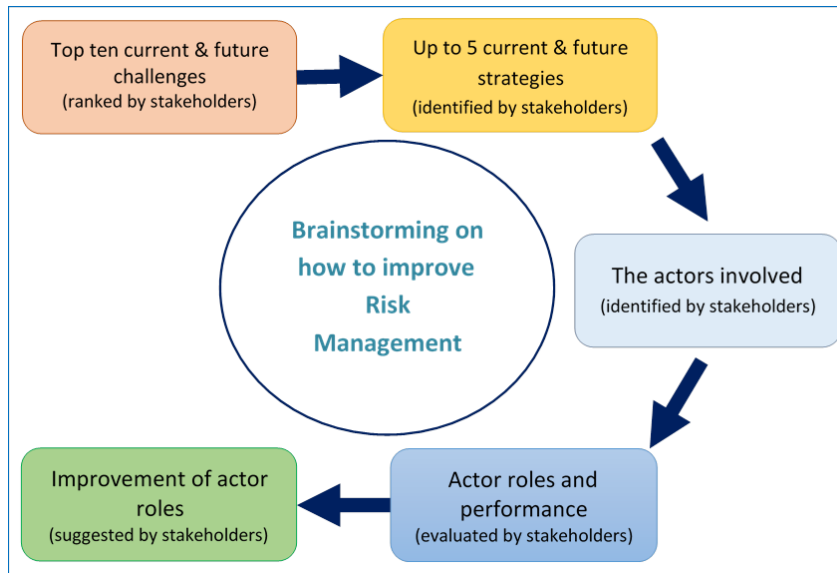 Top ten current & future
challenges
(ranked by stakeholders)
Up to 5 current & future
strategies
(identified by stakeholders)
The actors involved
(identified by stakeholders)
Actor roles and
performance
(evaluated by stakeholders)
Improvement of actor
roles
(suggested by stakeholders)
Brainstorming on
how to improve
Risk
Management